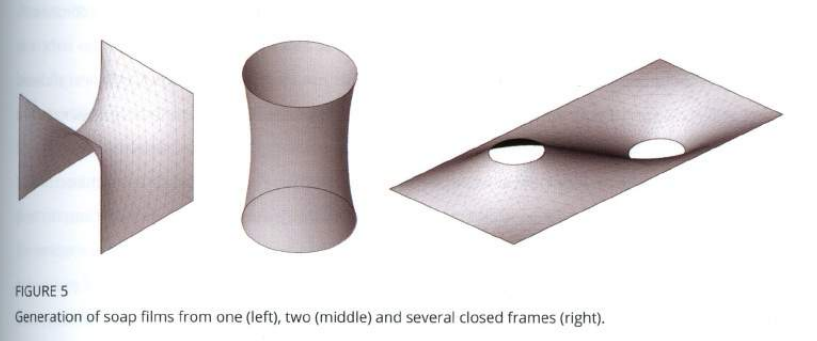 FIGURE 5
Generation of soap films from one (left), two (middle) and several closed frames (right).